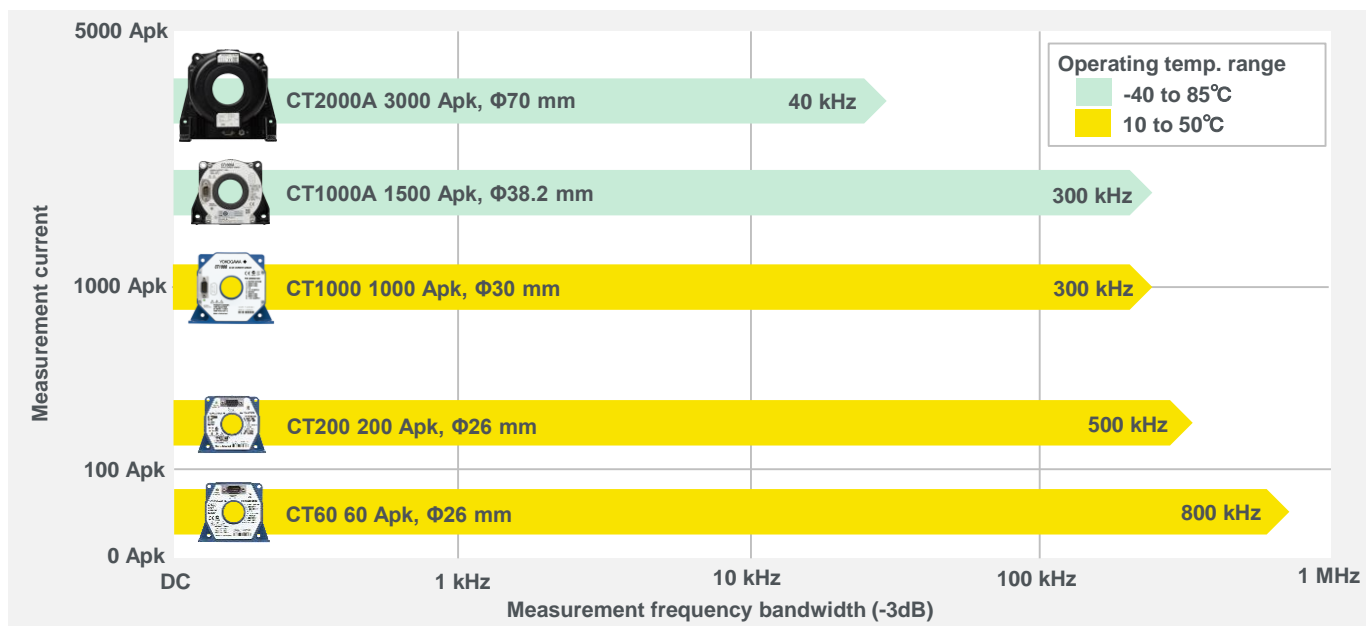 5000 Apk
Operating temp. range
-40 to 85℃
10 to 50℃
CT2000A 3000 Apk, Φ70 mm
40 kHz
CT1000A 1500 Apk, Φ38.2 mm
300 kHz
Measurement current
1000 Apk
YOKOGAWA
CT1000
CT1000 1000 Apk, Φ30 mm
300 kHz
CT200 200 Apk, Φ26 mm
500 kHz
100 Apk
CT60 60 Apk, Φ26 mm
800 kHz
0 Apk
DC
1 kHz
10 kHz
100 kHz
1 MHz
Measurement frequency bandwidth (-3dB)